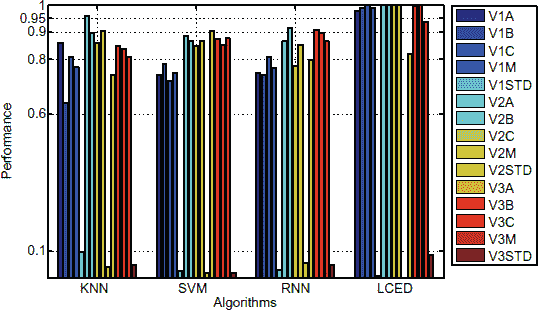 1
0.95
0.9
0.8
0.6
0.1
Performance
KNN
SVM
RNN
LCED
Algorithms
V1A
V1B
V1C
V1M
V1STD
V2A
V2B
V2C
V2M
V2STD
V3A
V3B
V3C
V3M
V3STD